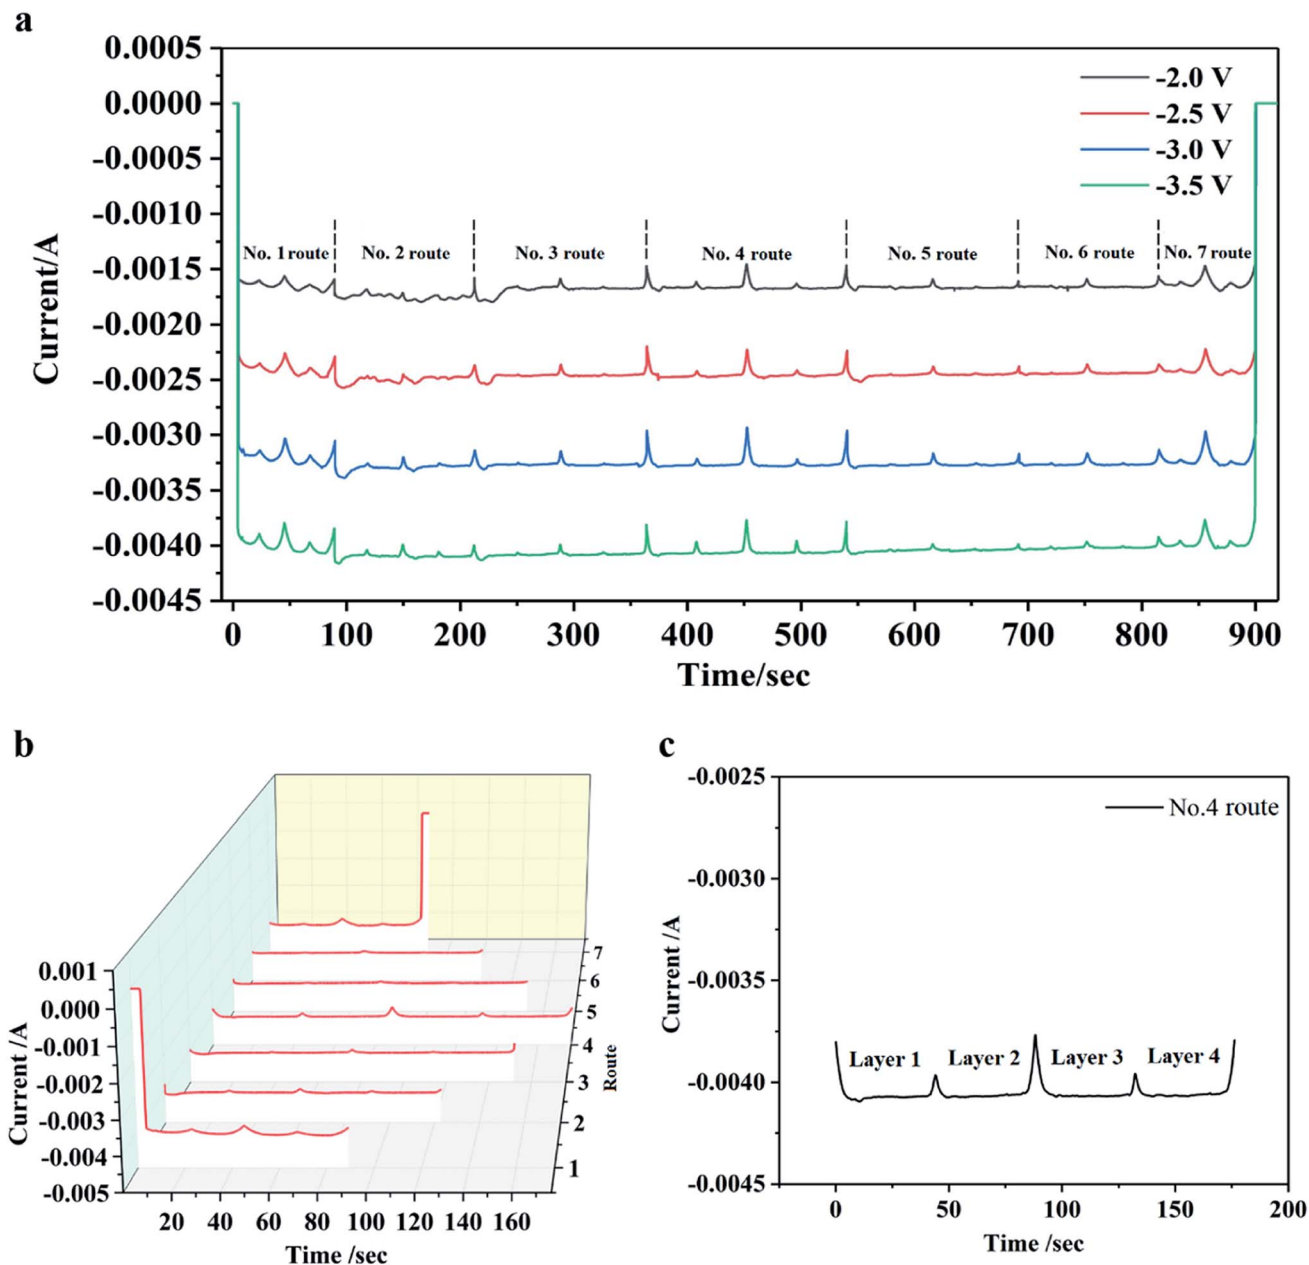 a
0.0005
0.0000
-0.0005
-0.0010
-0.0015
-0.0020
-0.0025
-0.0030
-0.0035
-0.0040
-0.0045
Current/A
-2.0 V
-2.5 V
-3.0 V
-3.5 V
No. 1 route No. 2 route No. 3 route No. 4 route No. 5 route No. 6 route No. 7 route
0 100 200 300 400 500 600 700 800 900
Time/sec
b
0.001
0.000
-0.001
-0.002
-0.003
-0.004
-0.005
Current /A
20 40 60 80 100 120 140 160
Time /sec
7
6
5
4
3
2
1
Route
c
-0.0025
-0.0030
-0.0035
-0.0040
-0.0045
Current /A
No.4 route
Layer 1 Layer 2 Layer 3 Layer 4
0 50 100 150 200
Time /sec